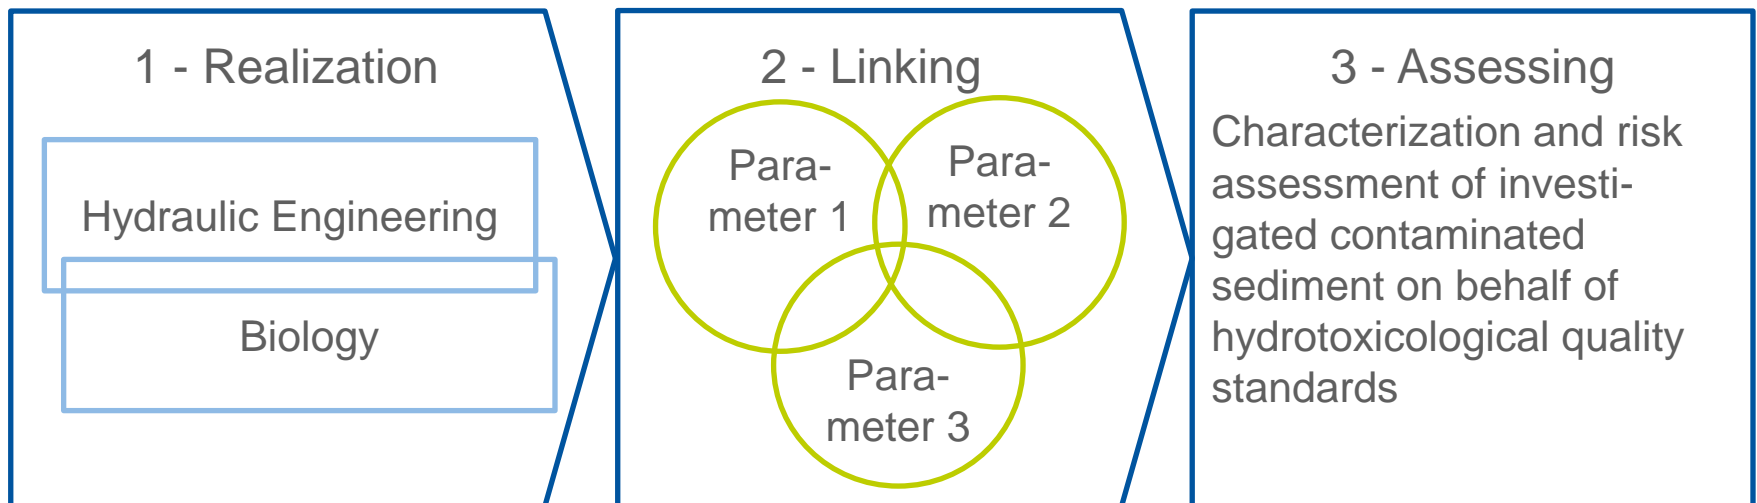 1 - Realization
Hydraulic Engineering
Biology
2 - Linking
Para-
meter 1
Para-
meter 2
Para-
meter 3
3 - Assessing
Characterization and risk
assessment of investi-
gated contaminated
sediment on behalf of
hydrotoxicological quality
standards